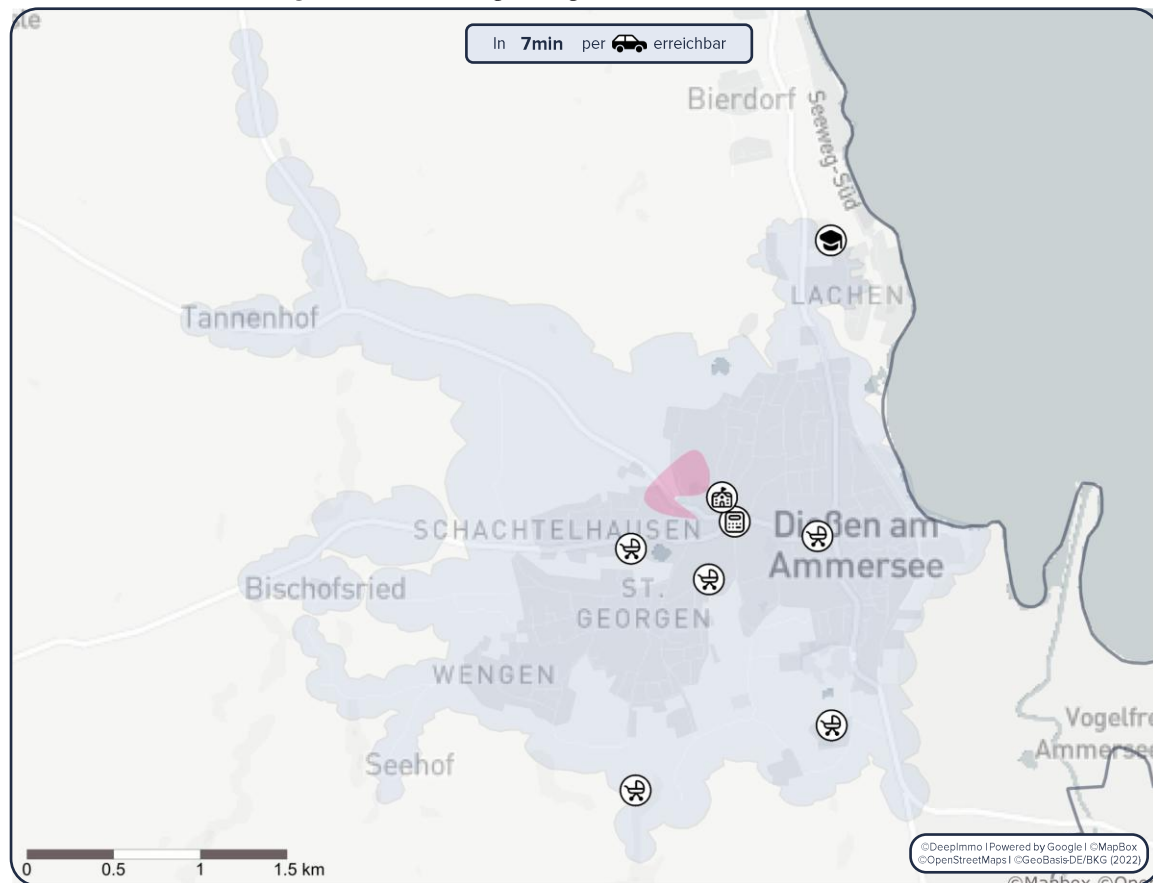 In 7min per erreichbar
Bierdorf
Seeweg-Süd
LACHEN
Tannenhof
SCHACHTELHAUSEN
Dießen am
Ammersee
Bischofsried
ST.
GEORGEN
WENGEN
Seehof
Vogelfre
Ammersee
0 0.5 1 1.5 km
©DeepImmo | Powered by Google | ©MapBox
©OpenStreetMaps | ©GeoBasis-DE/BKG (2022)